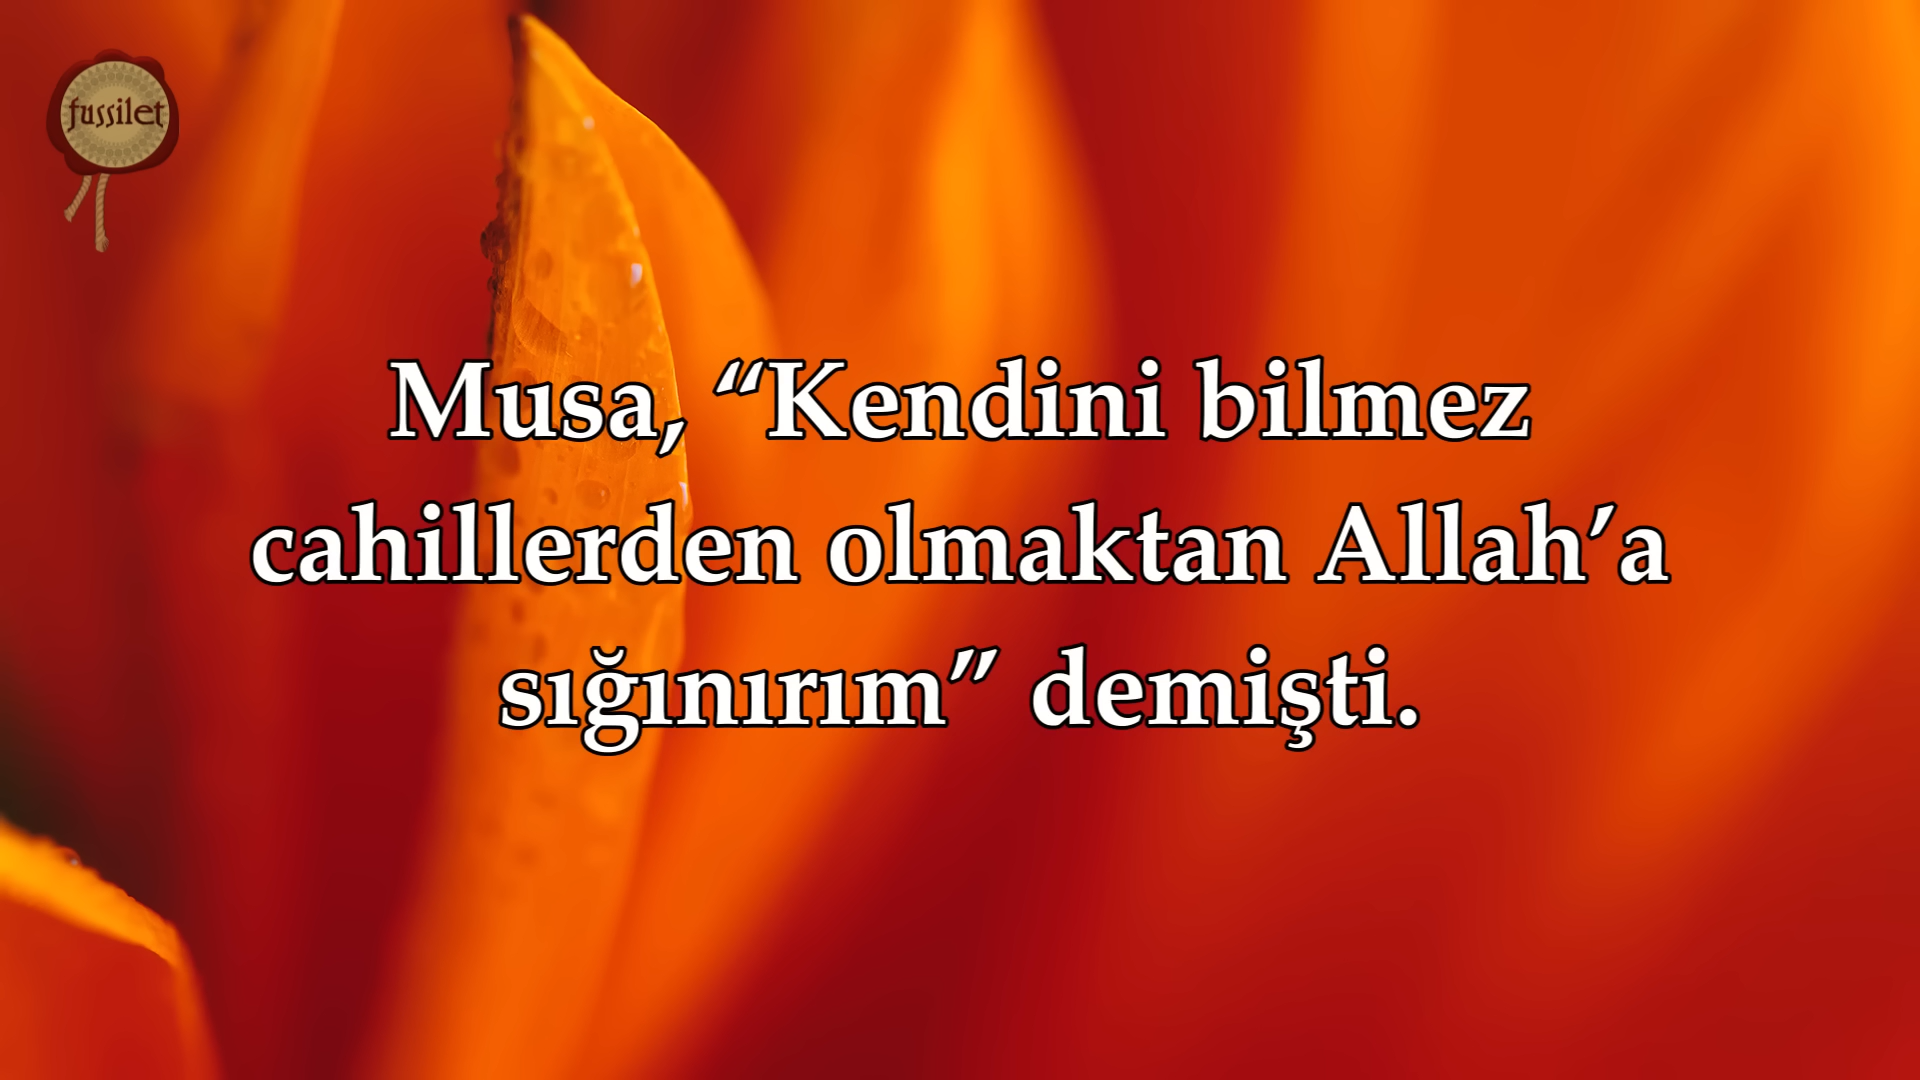 fussilet
Musa, “Kendini bilmez
cahillerden olmaktan Allah’a
sığınırım” demişti.